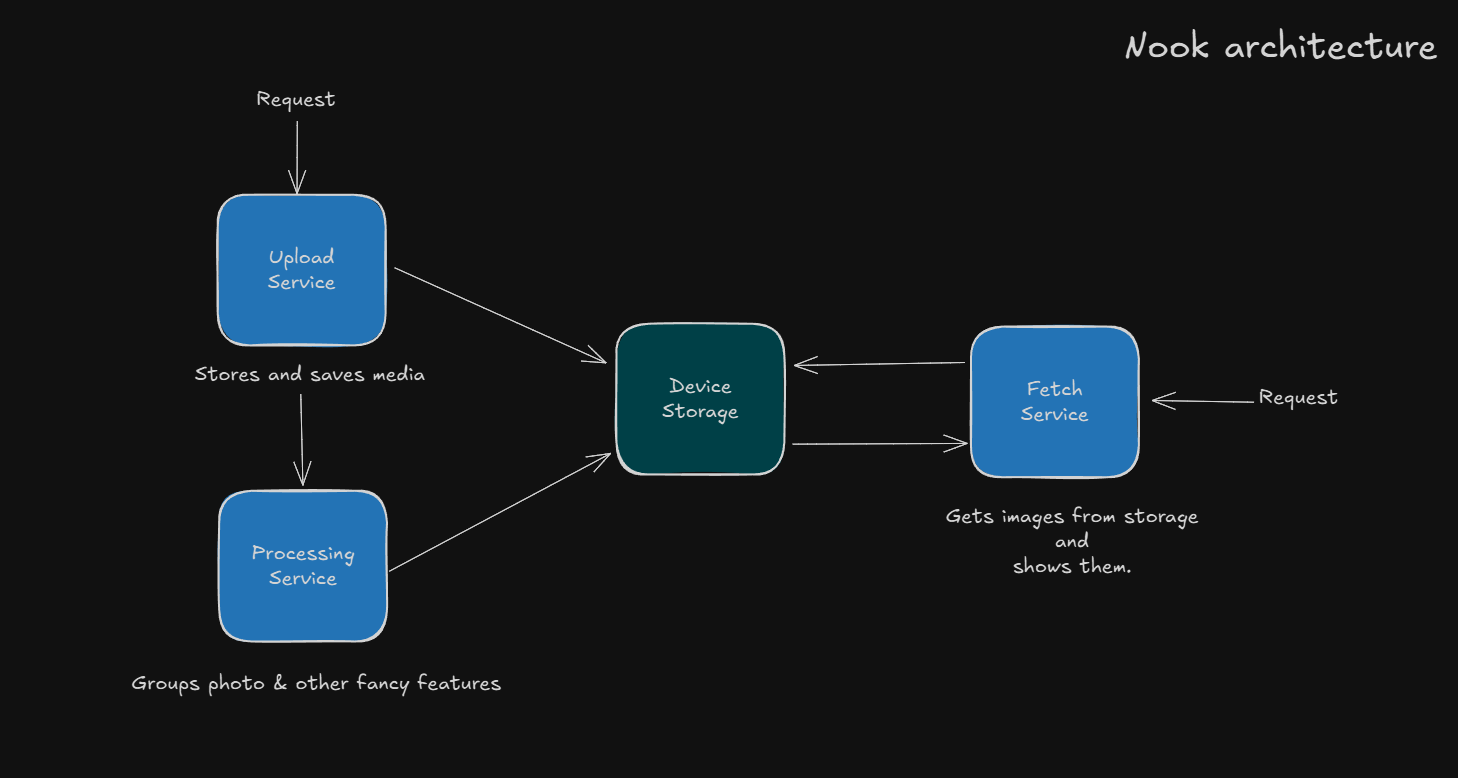 Nook architecture
Request
Upload
Service
Stores and saves media
Device
Storage
Fetch
Service
Request
Gets images from storage
and
shows them.
Processing
Service
Groups photo & other fancy features